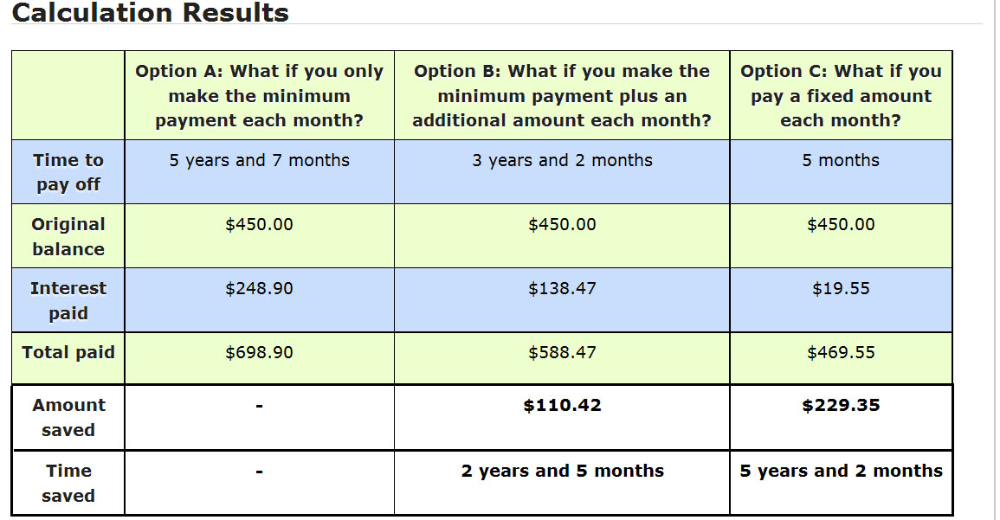 Calculation Results
Option A: What if you only
make the minimum
payment each month?
Option B: What if you make the
minimum payment plus an
additional amount each month?
Option C: What if you
pay a fixed amount
each month?
Time to
pay off
5 years and 7 months
3 years and 2 months
5 months
Original
balance
$450.00
$450.00
$450.00
Interest
paid
$248.90
$138.47
$19.55
Total paid
$698.90
$588.47
$469.55
Amount
saved
-
$110.42
$229.35
Time
saved
-
2 years and 5 months
5 years and 2 months